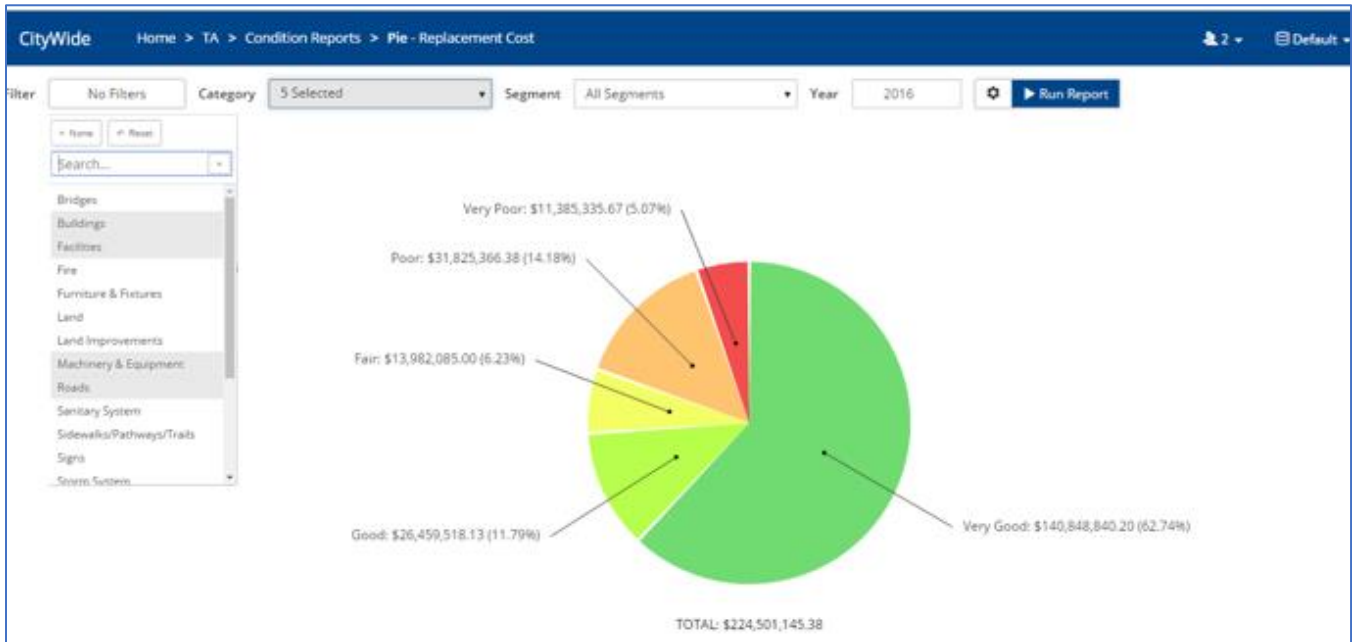 CityWide Home > TA > Condition Reports > Pie - Replacement Cost 2 Default
Filter No Filters Category 5 Selected Segment All Segments Year 2016 Run Report
None Reset
Search...
Bridges
Buildings
Facilities
Fire
Furniture & Fixtures
Land
Land Improvements
Machinery & Equipment
Roads
Sanitary System
Sidewalks/Pathways/Trails
Signs
Storm System
Very Poor: $11,385,335.67 (5.07%)
Poor: $31,825,366.38 (14.18%)
Fair: $13,982,085.00 (6.23%)
Good: $26,459,518.13 (11.79%)
Very Good: $140,848,840.20 (62.74%)
TOTAL: $224,501,145.38